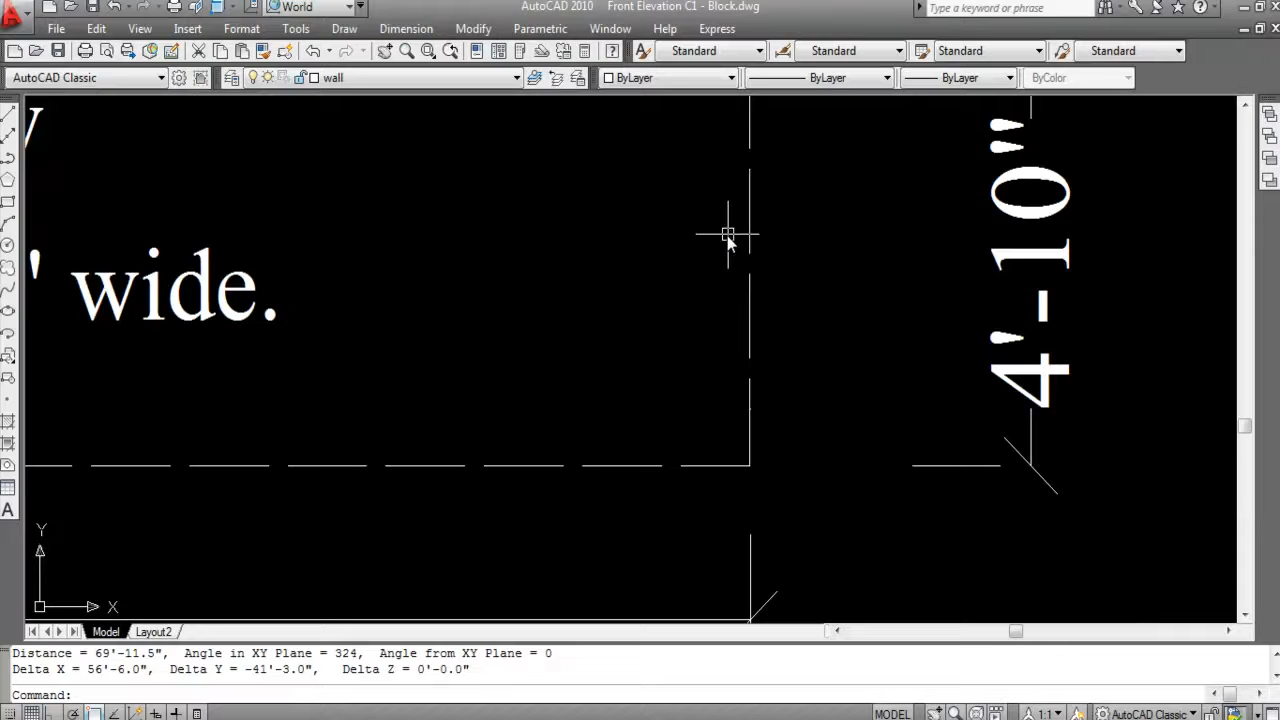 World
AutoCAD 2010 Front Elevation C1 - Block.dwg
Type a keyword or phrase
File Edit View Insert Format Tools Draw Dimension Modify Parametric Window Help Express
Standard Standard Standard Standard
AutoCAD Classic wall ByLayer ByLayer ByLayer ByColor
y
' wide.
4'-10"
Y
X
Model Layout2
Distance = 69'-11.5", Angle in XY Plane = 324, Angle from XY Plane = 0
Delta X = 56'-6.0", Delta Y = -41'-3.0", Delta Z = 0'-0.0"
Command:
MODEL 1:1 AutoCAD Classic